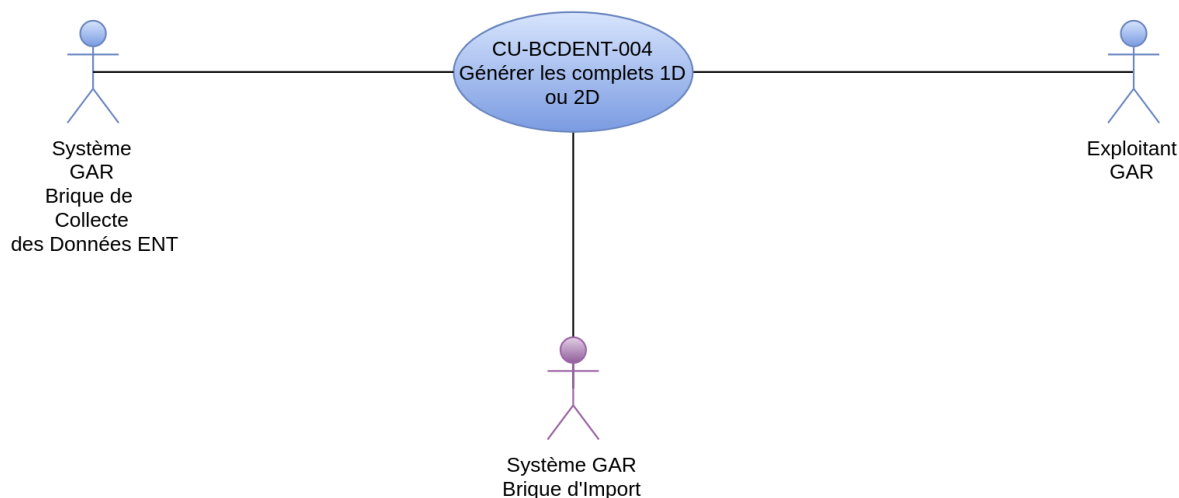 CU-BCDENT-004
Générer les complets 1D
ou 2D
Système
GAR
Brique de
Collecte
des Données ENT
Exploitant
GAR
Système GAR
Brique d'Import